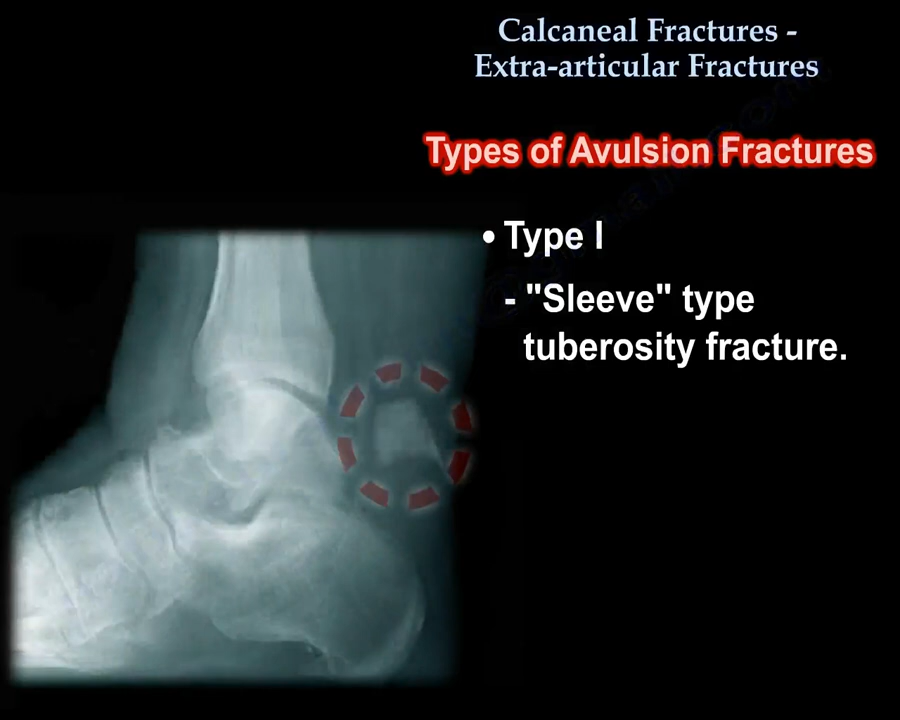 Calcaneal Fractures -
Extra-articular Fractures
Types of Avulsion Fractures
• Type I
- "Sleeve" type
tuberosity fracture.